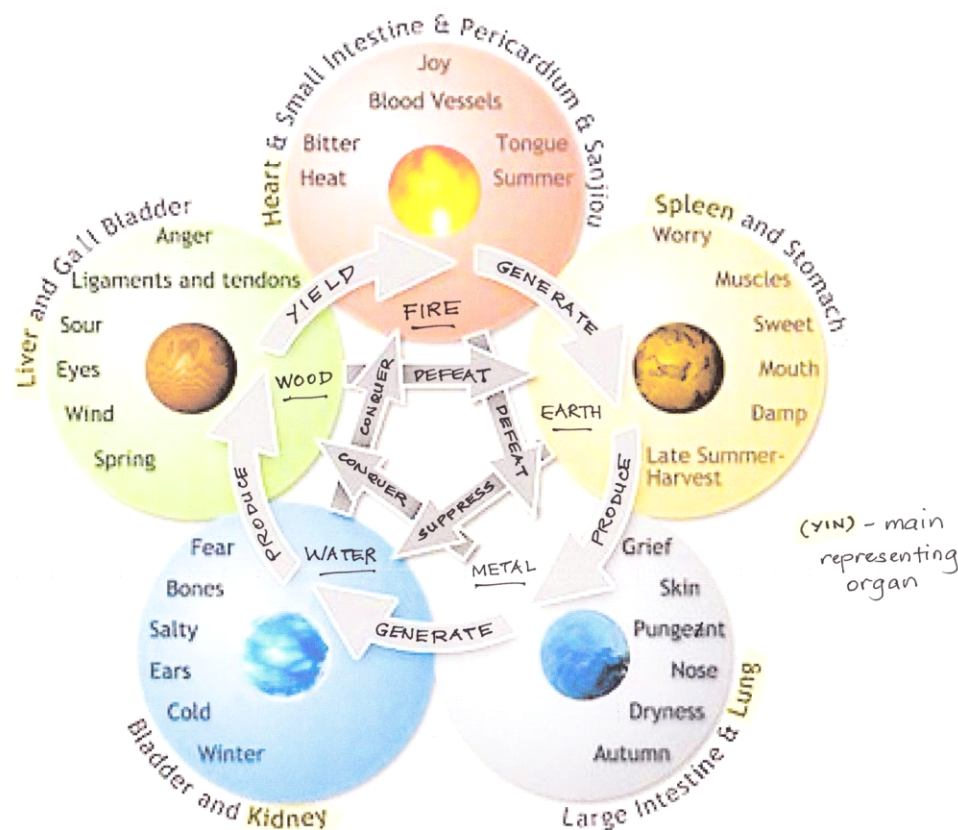 Heart & Small Intestine & Pericardium & Sanjiou
Joy
Blood Vessels
Bitter
Tongue
Heat
Summer
FIRE
Spleen and Stomach
Worry
Muscles
Sweet
Mouth
Damp
Late Summer-
Harvest
EARTH
Grief
Skin
Pungent
Nose
Dryness
Autumn
METAL
Large Intestine & Lung
Fear
Bones
Salty
Ears
Cold
Winter
WATER
Bladder and Kidney
Liver and Gall Bladder
Anger
Ligaments and tendons
Sour
Eyes
Wind
Spring
WOOD
YIELD
GENERATE
PRODUCE
GENERATE
PRODUCE
CONQUER
DEFEAT
DEFEAT
SUPPRESS
CONQUER
(YIN) - main
representing
organ